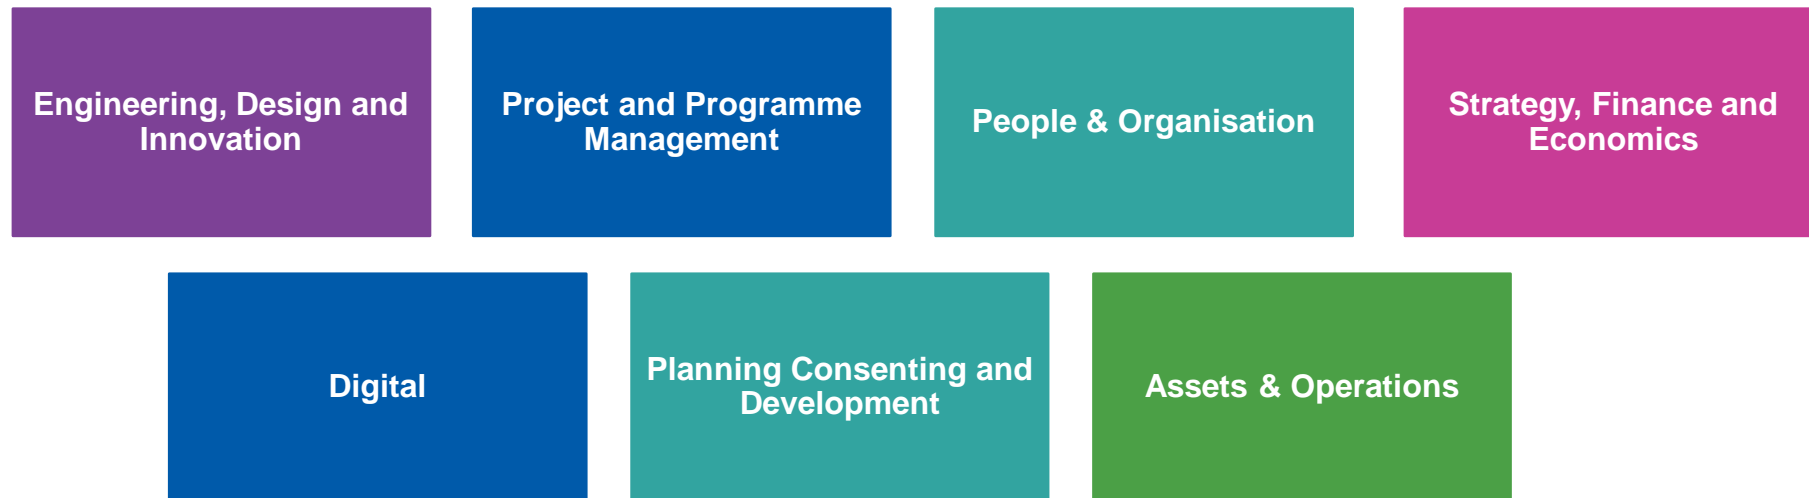 Engineering, Design and
Innovation
Project and Programme
Management
People & Organisation
Strategy, Finance and
Economics
Digital
Planning Consenting and
Development
Assets & Operations